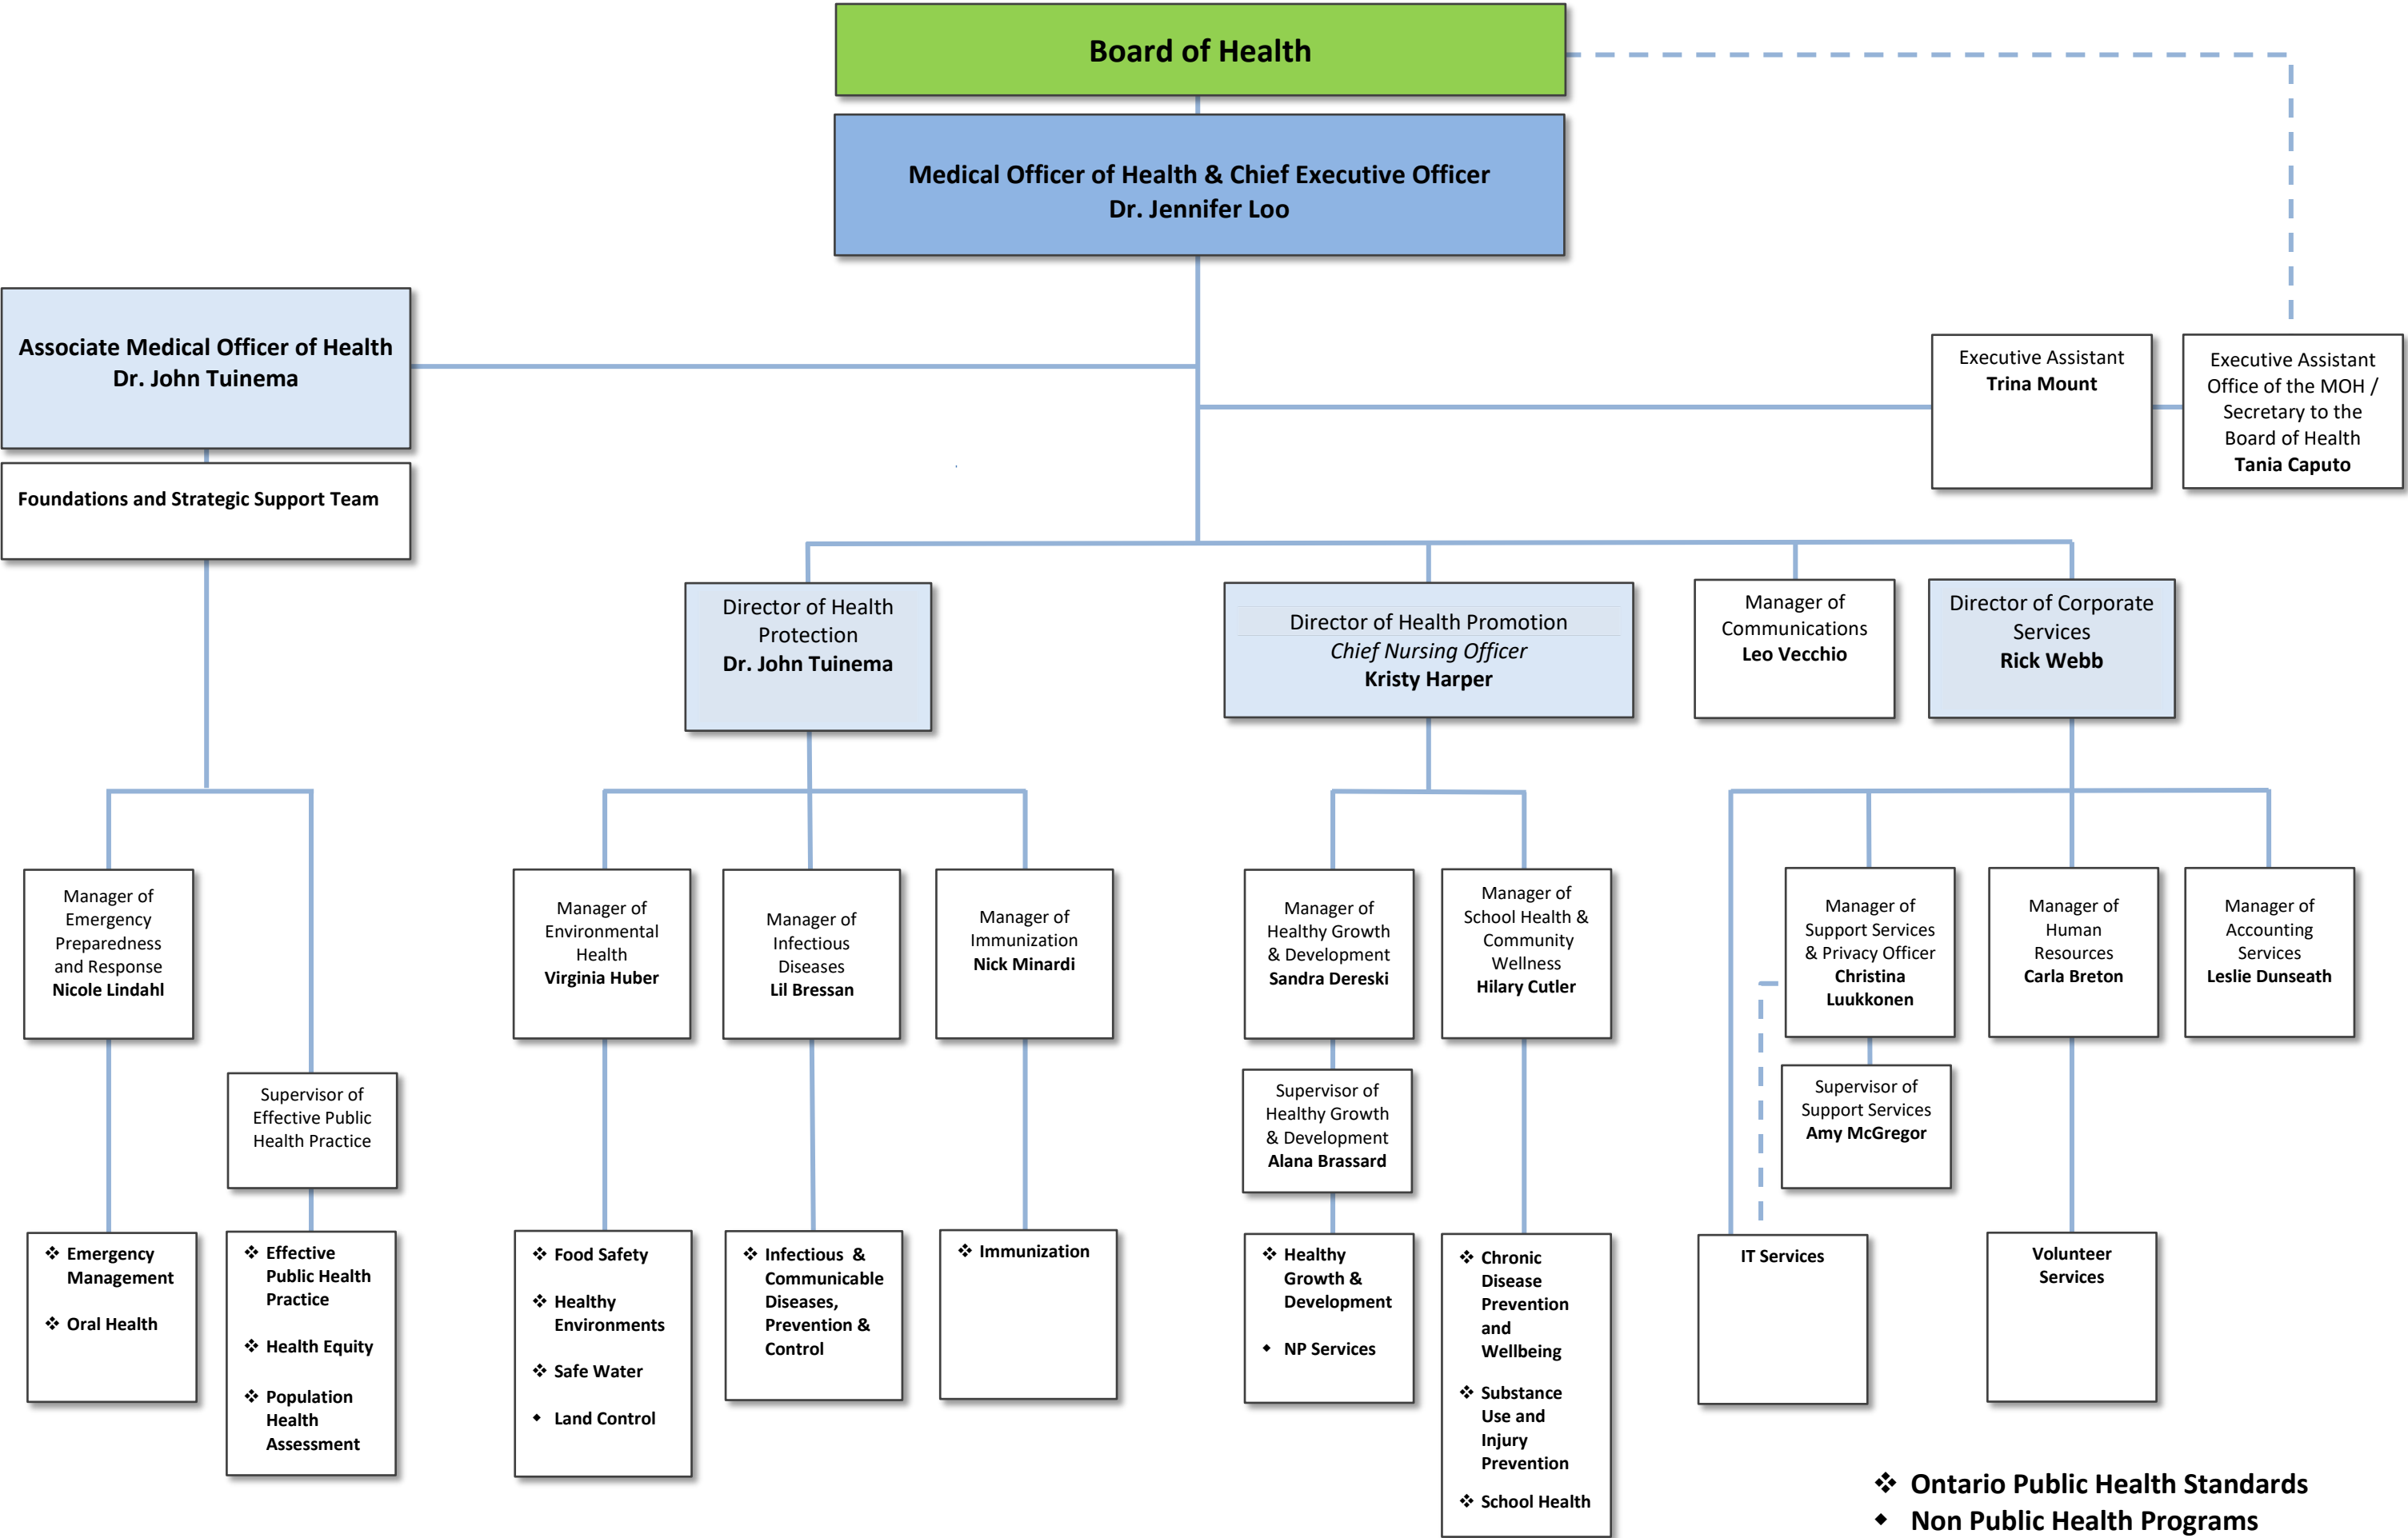 Board of Health
Medical Officer of Health & Chief Executive Officer
Dr. Jennifer Loo
Associate Medical Officer of Health
Dr. John Tuinema
Foundations and Strategic Support Team
Executive Assistant
Trina Mount
Executive Assistant
Office of the MOH /
Secretary to the
Board of Health
Tania Caputo
Director of Health
Protection
Dr. John Tuinema
Director of Health Promotion
Chief Nursing Officer
Kristy Harper
Manager of
Communications
Leo Vecchio
Director of Corporate
Services
Rick Webb
Manager of
Emergency
Preparedness
and Response
Nicole Lindahl
Supervisor of
Effective Public
Health Practice
Manager of
Environmental
Health
Virginia Huber
Manager of
Infectious
Diseases
Lil Bressan
Manager of
Immunization
Nick Minardi
Manager of
Healthy Growth
& Development
Sandra Dereski
Manager of
School Health &
Community
Wellness
Hilary Cutler
Manager of
Support Services
& Privacy Officer
Christina
Luukkonen
Manager of
Human
Resources
Carla Breton
Manager of
Accounting
Services
Leslie Dunseath
Supervisor of
Healthy Growth
& Development
Alana Brassard
Supervisor of
Support Services
Amy McGregor
❖ Emergency
Management
❖ Oral Health
❖ Effective
Public Health
Practice
❖ Health Equity
❖ Population
Health
Assessment
❖ Food Safety
❖ Healthy
Environments
❖ Safe Water
◆ Land Control
❖ Infectious &
Communicable
Diseases,
Prevention &
Control
❖ Immunization
❖ Healthy
Growth &
Development
◆ NP Services
❖ Chronic
Disease
Prevention
and
Wellbeing
❖ Substance
Use and
Injury
Prevention
❖ School Health
IT Services
Volunteer
Services
❖ Ontario Public Health Standards
◆ Non Public Health Programs